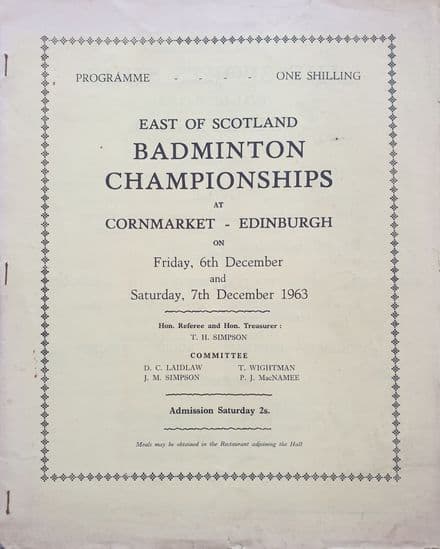 PROGRAMME - - - - ONE SHILLING
EAST OF SCOTLAND
BADMINTON
CHAMPIONSHIPS
AT
CORNMARKET - EDINBURGH
ON
Friday, 6th December
and
Saturday, 7th December 1963
Hon. Referee and Hon. Treasurer :
T. H. SIMPSON
COMMITTEE
D. C. LAIDLAW T. WIGHTMAN
J. M. SIMPSON P. J. MacNAMEE
Admission Saturday 2s.
Meals may be obtained in the Restaurant adjoining the Hall